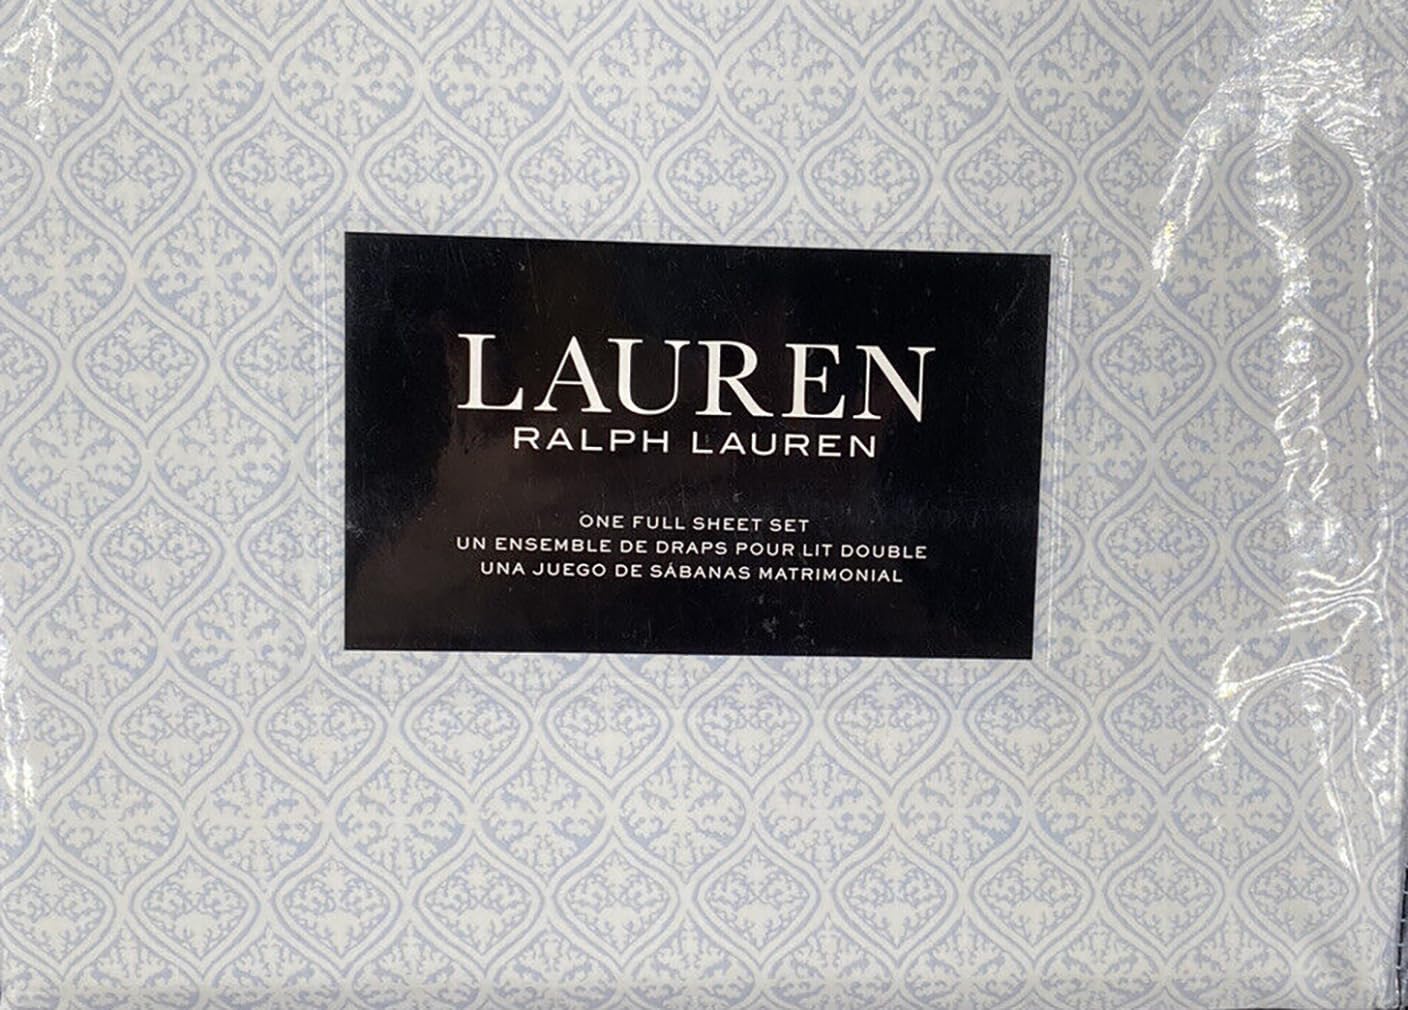 LAUREN
RALPH LAUREN
ONE FULL SHEET SET
UN ENSEMBLE DE DRAPS POUR LIT DOUBLE
UNA JUEGO DE SÁBANAS MATRIMONIAL